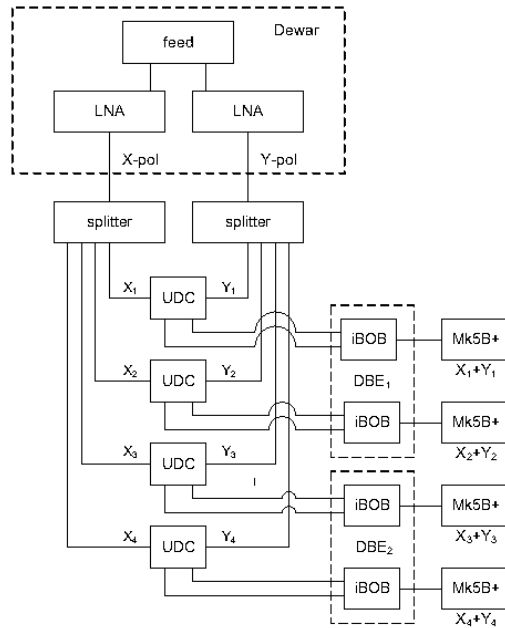 Dewar
feed
LNA
LNA
X-pol
Y-pol
splitter
splitter
X₁
UDC
Y₁
iBOB
Mk5B+
X₁+Y₁
DBE₁
X₂
UDC
Y₂
iBOB
Mk5B+
X₂+Y₂
X₃
UDC
Y₃
iBOB
Mk5B+
X₃+Y₃
DBE₂
X₄
UDC
Y₄
iBOB
Mk5B+
X₄+Y₄